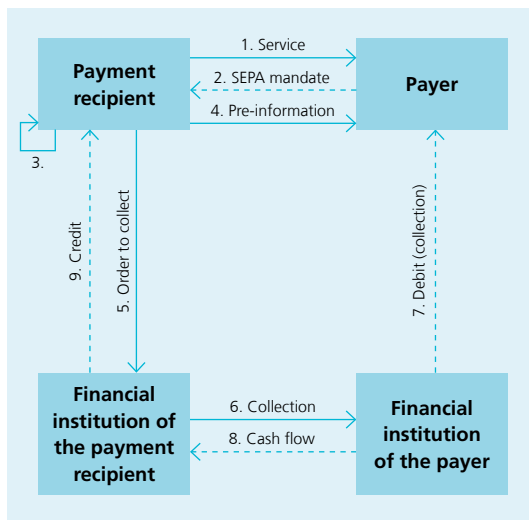 1. Service
Payment
recipient
2. SEPA mandate
Payer
4. Pre-information
3.
9. Credit
5. Order to collect
7. Debit (collection)
Financial
institution of
the payment
recipient
6. Collection
8. Cash flow
Financial
institution
of the payer